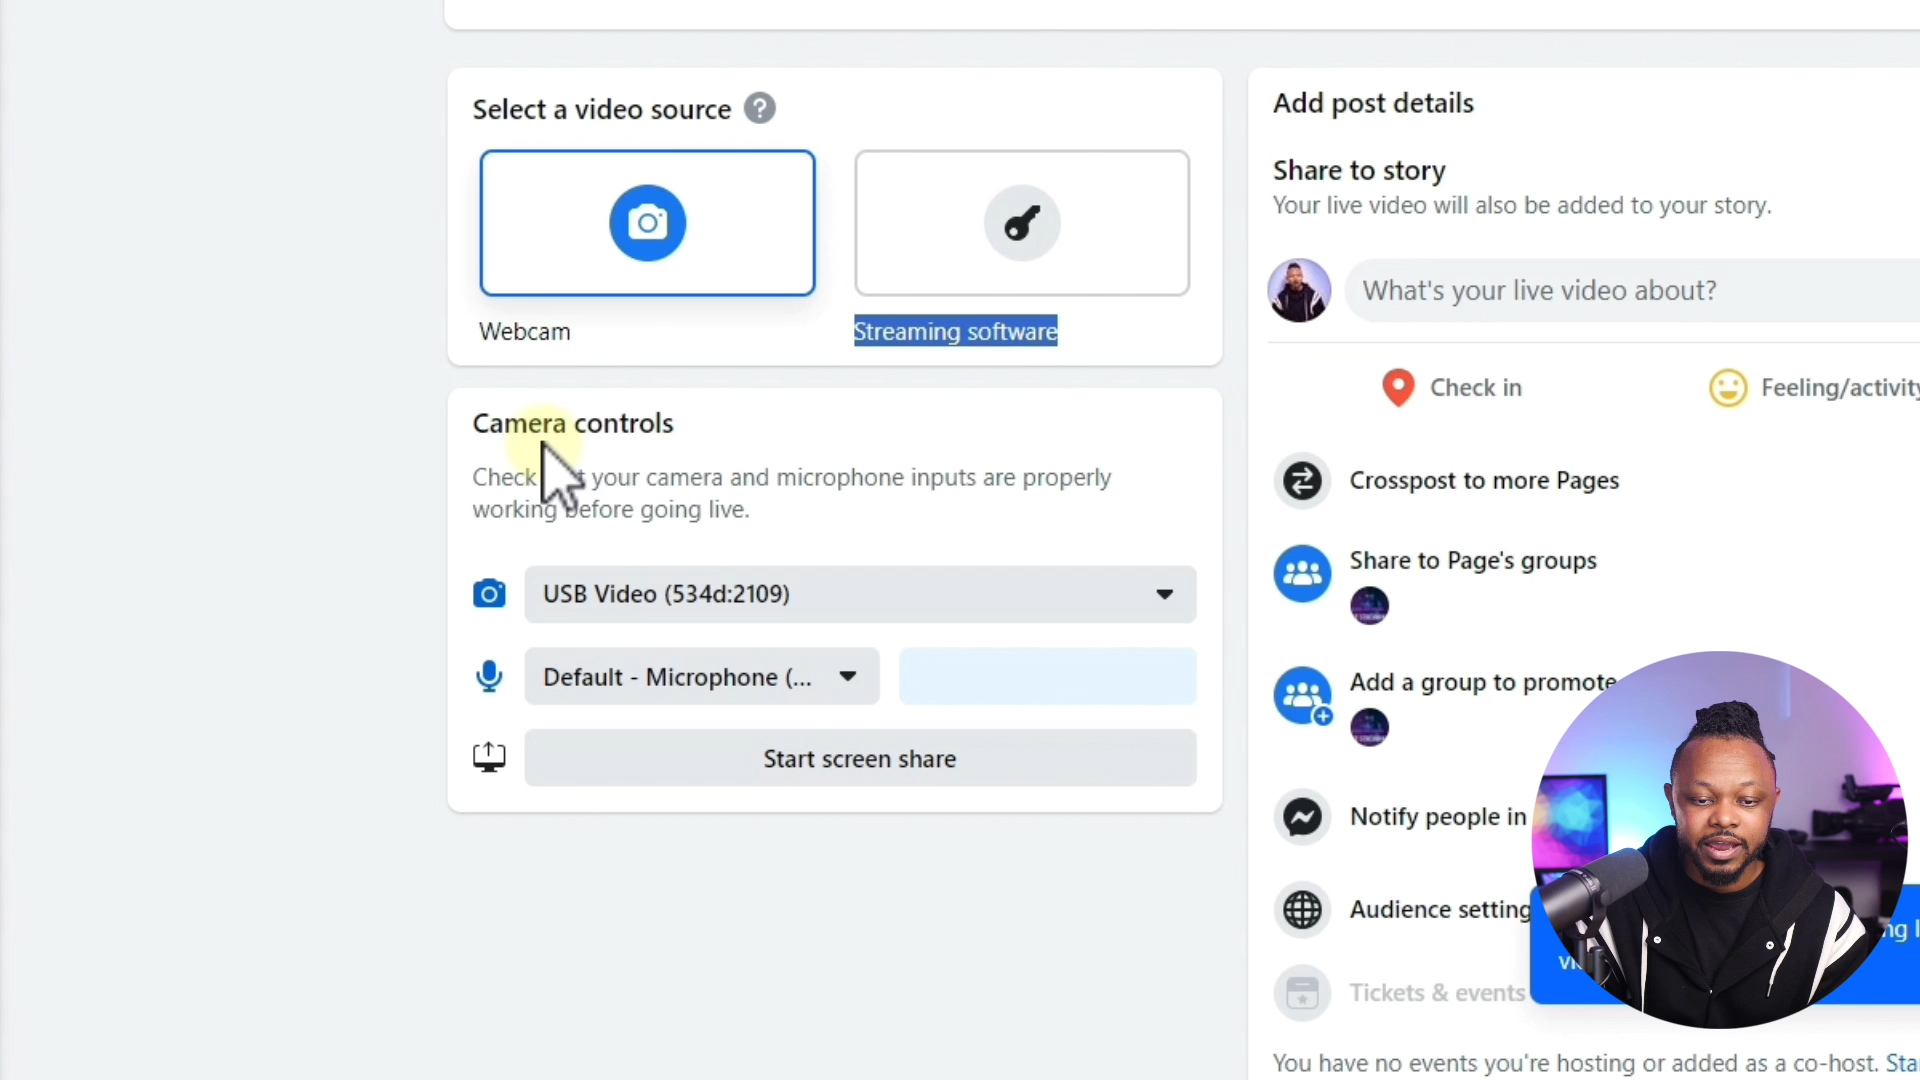 Select a video source
Webcam
Streaming software
Camera controls
Check your camera and microphone inputs are properly
working before going live.
USB Video (534d:2109)
Default - Microphone (...
Start screen share
Add post details
Share to story
Your live video will also be added to your story.
What's your live video about?
Check in
Feeling/activity
Crosspost to more Pages
Share to Page's groups
Add a group to promote
Notify people in
Audience setting
Tickets & events
You have no events you're hosting or added as a co-host.